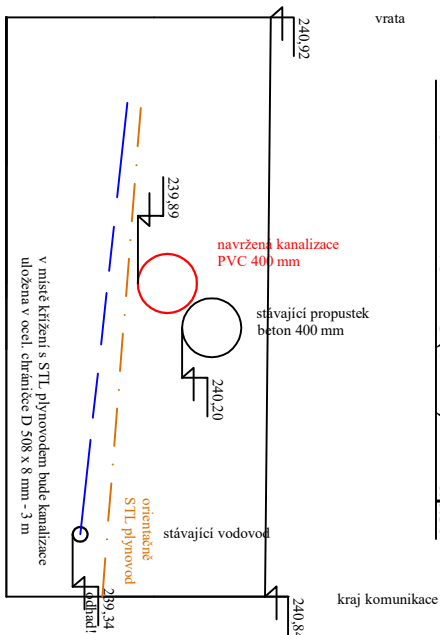 240,92
vrata
239,89
navržená kanalizace
PVC 400 mm
stávající propustek
beton 400 mm
240,20
v místě křížení s STL plynovodem bude kanalizace
uložena v ocel. chráničce D 508 x 8 mm - 3 m
orientačně
STL plynovod
stávající vodovod
239,34
odhad!
240,84
kraj komunikace